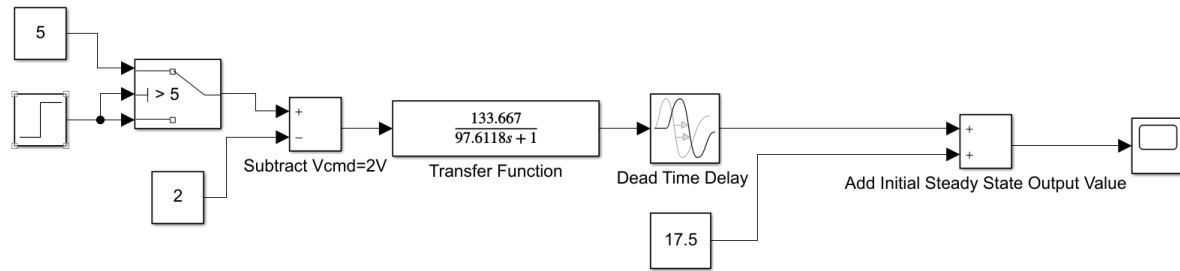 5
> 5
+
−
Subtract Vcmd=2V
2
133.667
97.6118s + 1
Transfer Function
Dead Time Delay
17.5
+
+
Add Initial Steady State Output Value